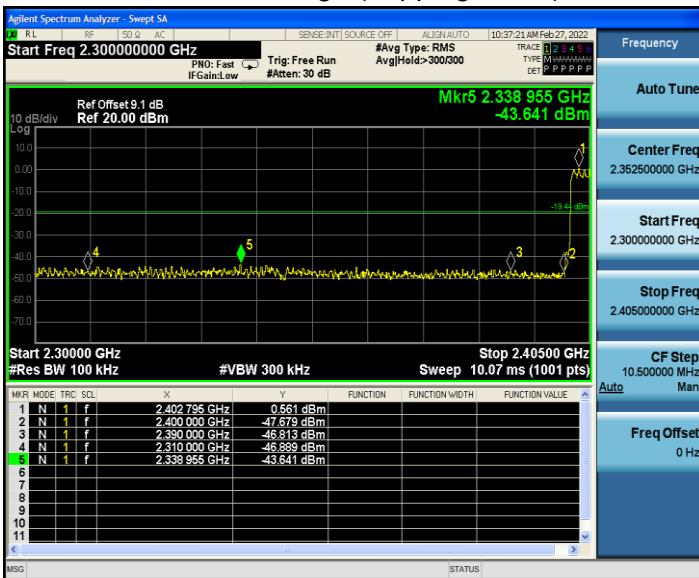 Agilent Spectrum Analyzer - Swept SA
RL RF 50 Ω AC SENSE:INT SOURCE OFF ALIGN AUTO 10:37:21 AM Feb 27, 2022
Start Freq 2.300000000 GHz
PNO: Fast
IFGain:Low
Trig: Free Run
#Atten: 30 dB
#Avg Type: RMS
Avg|Hold:>300/300
TRACE 1 2 3 4 5 6
TYPE M
DET P P P P P P
Mkr5 2.338 955 GHz
-43.641 dBm
Ref Offset 9.1 dB
10 dB/div Ref 20.00 dBm
Log
10.0
0.00
-10.0
-20.0
-30.0
-40.0
-50.0
-60.0
-70.0
1
-19.44 dBm
4
5
3
2
Start 2.30000 GHz Stop 2.40500 GHz
#Res BW 100 kHz #VBW 300 kHz Sweep 10.07 ms (1001 pts)
MKR MODE TRC SCL X Y FUNCTION FUNCTION WIDTH FUNCTION VALUE
1 N 1 f 2.402 795 GHz 0.561 dBm
2 N 1 f 2.400 000 GHz -47.679 dBm
3 N 1 f 2.390 000 GHz -46.813 dBm
4 N 1 f 2.310 000 GHz -46.889 dBm
5 N 1 f 2.338 955 GHz -43.641 dBm
6
7
8
9
10
11
MSG STATUS
Frequency
Auto Tune
Center Freq
2.352500000 GHz
Start Freq
2.300000000 GHz
Stop Freq
2.405000000 GHz
CF Step
10.500000 MHz
Auto Man
Freq Offset
0 Hz